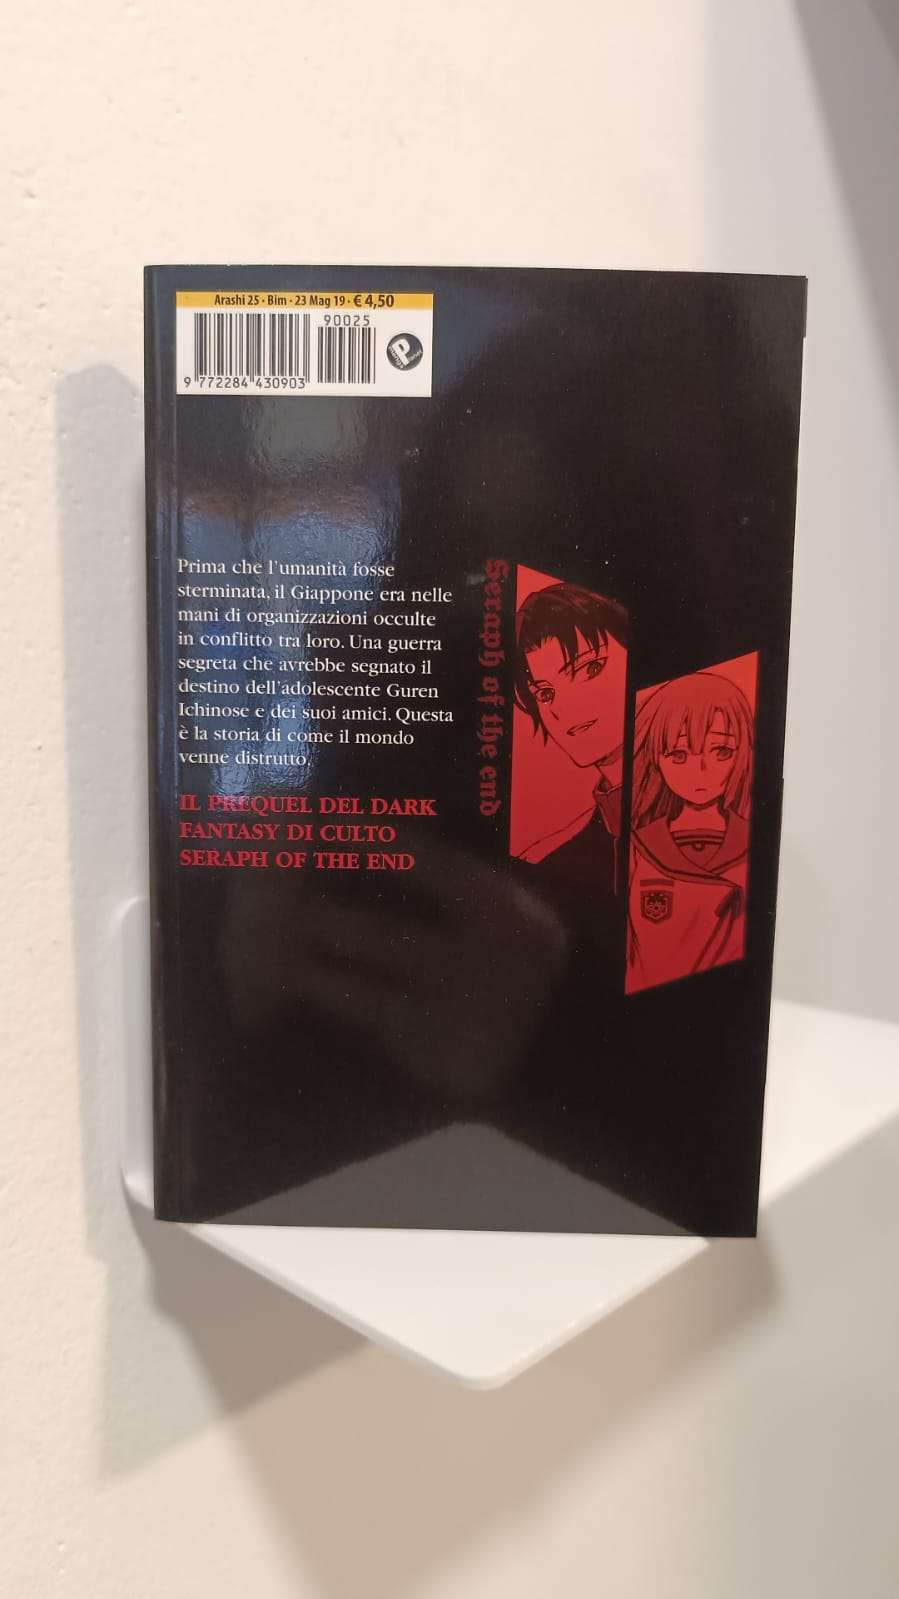 Arashi 25 · Bim · 23 Mag 19 · € 4,50
90025
9 772284 430903
Prima che l'umanità fosse
sterminata, il Giappone era nelle
mani di organizzazioni occulte
in conflitto tra loro. Una guerra
segreta che avrebbe segnato il
destino dell'adolescente Guren
Ichinose e dei suoi amici. Questa
è la storia di come il mondo
venne distrutto.
IL PREQUEL DEL DARK
FANTASY DI CULTO
SERAPH OF THE END
Seraph of the end